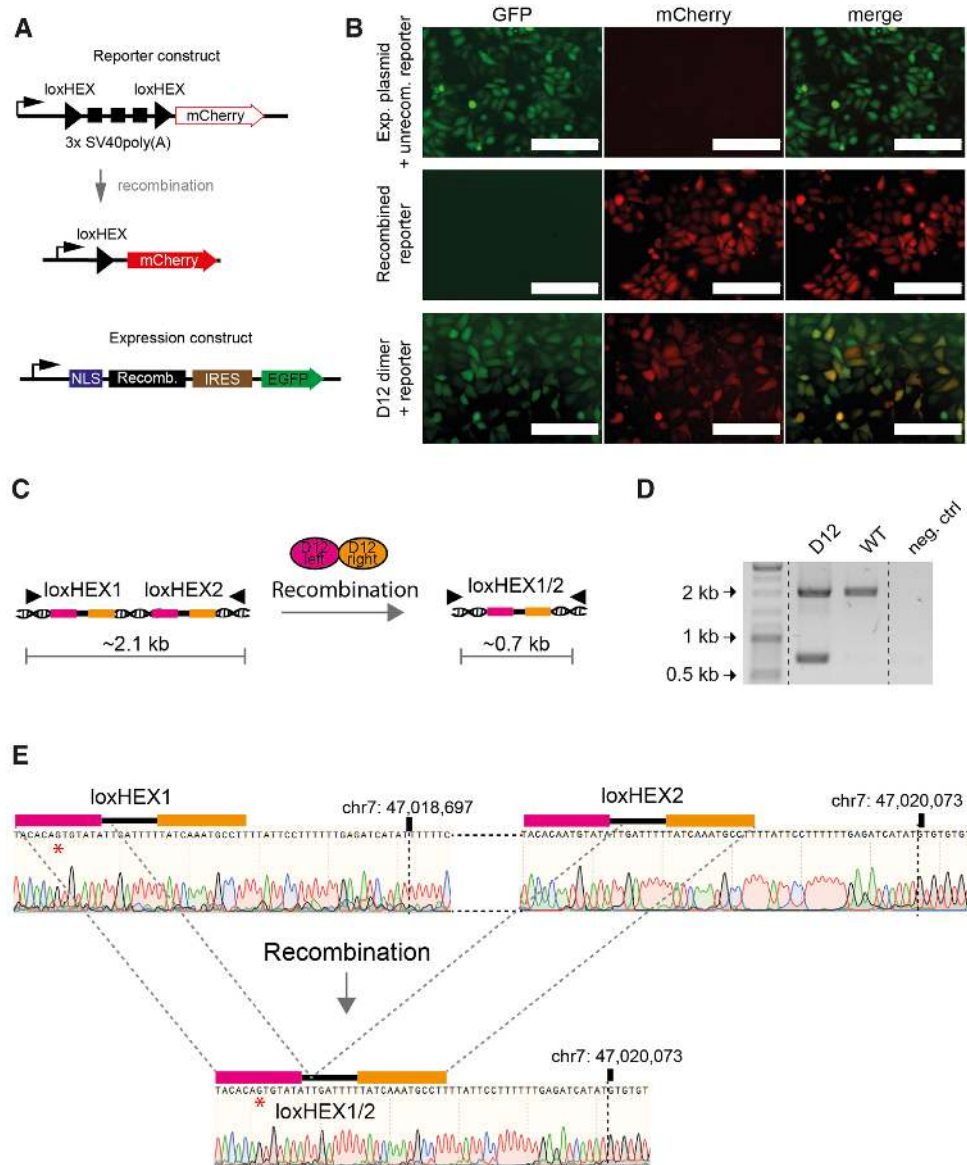 A
Reporter construct
loxHEX loxHEX
mCherry
3x SV40poly(A)
recombination
loxHEX
mCherry
Expression construct
NLS Recomb. IRES EGFP
B
GFP mCherry merge
Exp. plasmid
+ unrecom. reporter
Recombined
reporter
D12 dimer
+ reporter
C
D12 left D12 right
loxHEX1 loxHEX2 Recombination loxHEX1/2
~2.1 kb ~0.7 kb
D
D12 WT neg. ctrl
2 kb
1 kb
0.5 kb
E
loxHEX1 chr7: 47,018,697 loxHEX2 chr7: 47,020,073
TACACAGTGTATATTGATTTTTATCAAATGCCTTTTATTCCTTTTTTGAGATCATATTTTTTC TACACAATGTATATTGATTTTTATCAAATGCCTTTTATTCCTTTTTTGAGATCATATGTGTGTGT
*
Recombination
chr7: 47,020,073
TACACAGTGTATATTGATTTTTATCAAATGCCTTTTATTCCTTTTTTGAGATCATATGTGTGT
* loxHEX1/2